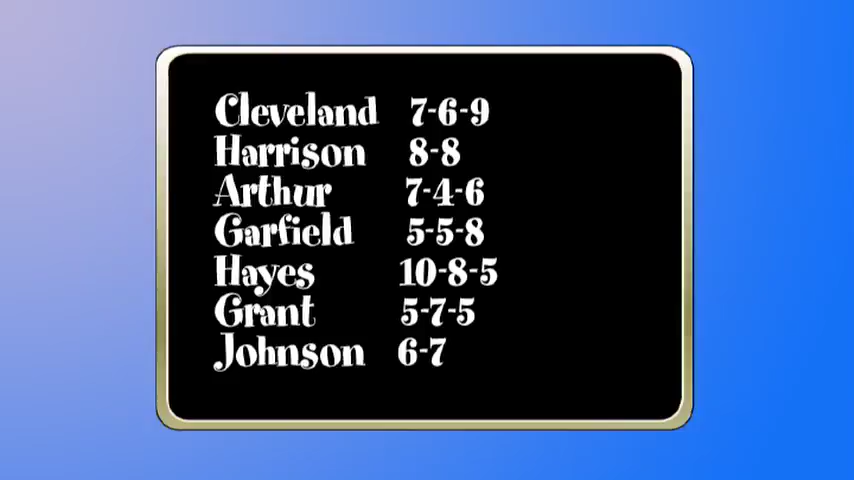 Cleveland 7-6-9
Harrison 8-8
Arthur 7-4-6
Garfield 5-5-8
Hayes 10-8-5
Grant 5-7-5
Johnson 6-7